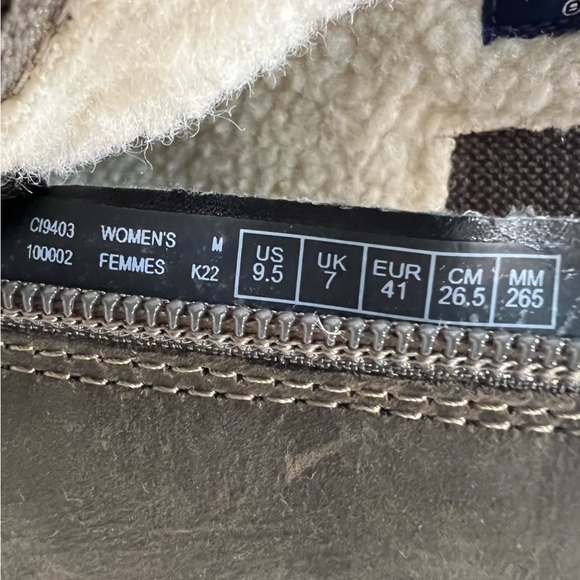 CI9403 WOMEN'S M
100002 FEMMES K22
US UK EUR CM MM
9.5 7 41 26.5 265